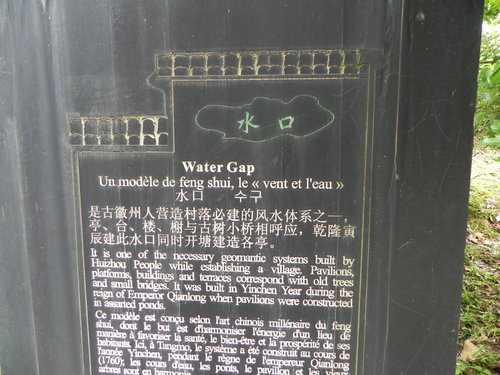 水口
Water Gap
Un modèle de feng shui, le « vent et l'eau »
水口 수구
是古徽州人营造村落必建的风水体系之一，
亭、台、楼、榭与古树小桥相呼应，乾隆寅
辰建此水口同时开塘建造各亭。
It is one of the necessary geomantic systems built by
Huizhou People while establishing a village. Pavilions,
platforms, buildings and terraces correspond with old trees
and small bridges. It was built in Yinchen Year during the
reign of Emperor Qianlong when pavilions were constructed
in assarted ponds.
Ce modèle est conçu selon l'art chinois millénaire du feng
shui, dont le but est d'harmoniser l'énergie d'un lieu de
manière à favoriser la santé, le bien-être et la prospérité de ses
habitants. Ici, à Tangmo, le système a été construit au cours de
l'année Yinchen, pendant le règne de l'empereur Qianlong
(1760); les cours d'eau, les ponts, le pavillon et les vieux
arbres sont en harmonie